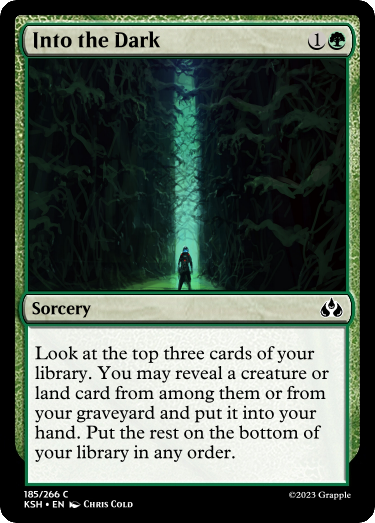 Into the Dark 1
Sorcery
Look at the top three cards of your
library. You may reveal a creature or
land card from among them or from
your graveyard and put it into your
hand. Put the rest on the bottom of
your library in any order.
185/266 C
KSH • EN Chris Cold
©2023 Grapple